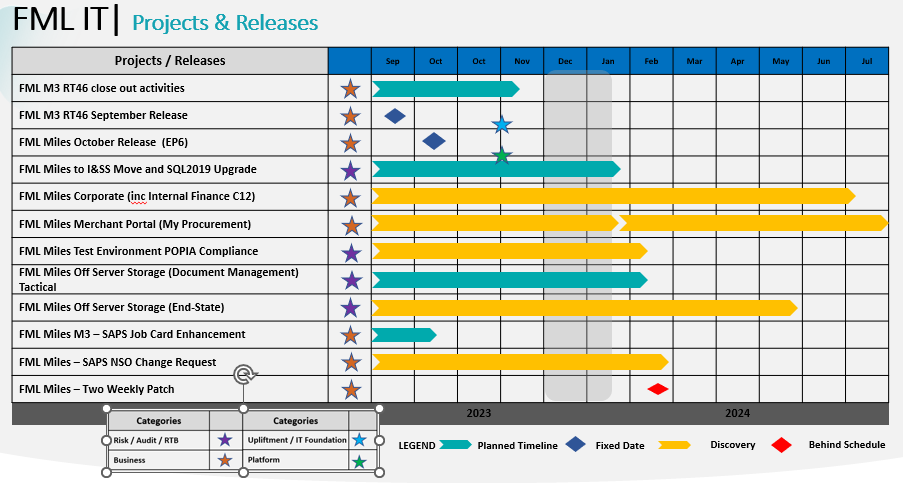 FML IT| Projects & Releases
Projects / Releases
Sep Oct Oct Nov Dec Jan Feb Mar Apr May Jun Jul
FML M3 RT46 close out activities
FML M3 RT46 September Release
FML Miles October Release (EP6)
FML Miles to I&SS Move and SQL2019 Upgrade
FML Miles Corporate (inc Internal Finance C12)
FML Miles Merchant Portal (My Procurement)
FML Miles Test Environment POPIA Compliance
FML Miles Off Server Storage (Document Management)
Tactical
FML Miles Off Server Storage (End-State)
FML Miles M3 – SAPS Job Card Enhancement
FML Miles – SAPS NSO Change Request
FML Miles – Two Weekly Patch
2023 2024
Categories Categories
Risk / Audit / RTB Upliftment / IT Foundation
Business Platform
LEGEND Planned Timeline Fixed Date Discovery Behind Schedule